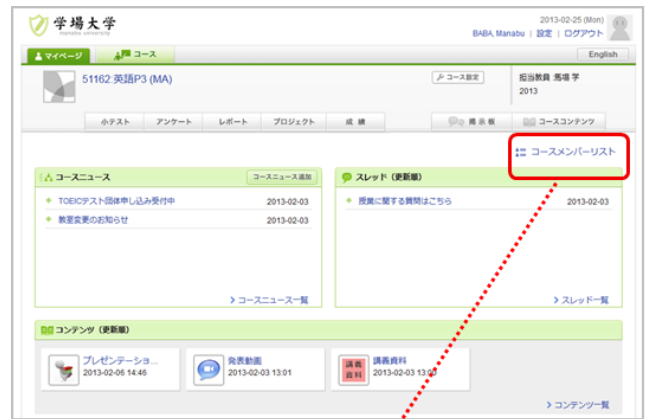 学場大学
manabu university
2013-02-25 (Mon)
BABA, Manabu | 設定 | ログアウト
マイページ
コース
English
51162:英語P3 (MA)
コース設定
担当教員:馬場 学
2013
小テスト アンケート レポート プロジェクト 成績 掲示板 コースコンテンツ
コースメンバーリスト
コースニュース
コースニュース追加
TOEICテスト団体申し込み受付中 2013-02-03
教室変更のお知らせ 2013-02-03
コースニュース一覧
スレッド (更新順)
授業に関する質問はこちら 2013-02-03
スレッド一覧
コンテンツ (更新順)
プレゼンテーショ...
2013-02-06 14:46
発表動画
2013-02-03 13:01
講義
資料
講義資料
2013-02-03 13:00
コンテンツ一覧